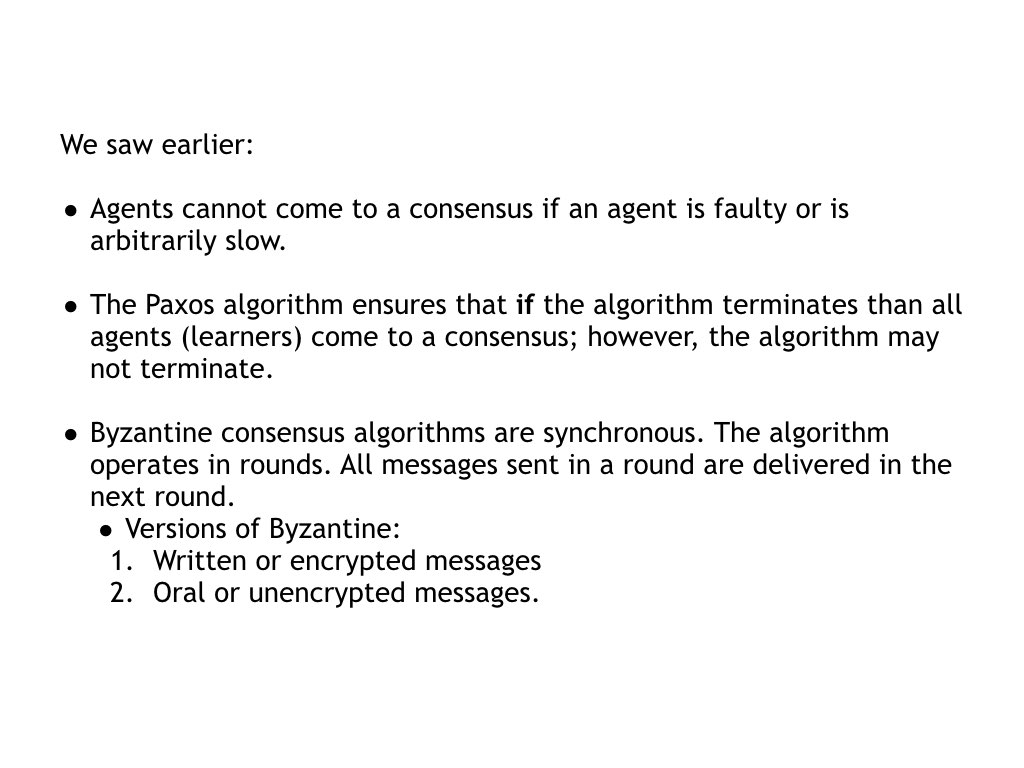 We saw earlier:
● Agents cannot come to a consensus if an agent is faulty or is
arbitrarily slow.
● The Paxos algorithm ensures that if the algorithm terminates than all
agents (learners) come to a consensus; however, the algorithm may
not terminate.
● Byzantine consensus algorithms are synchronous. The algorithm
operates in rounds. All messages sent in a round are delivered in the
next round.
● Versions of Byzantine:
1. Written or encrypted messages
2. Oral or unencrypted messages.